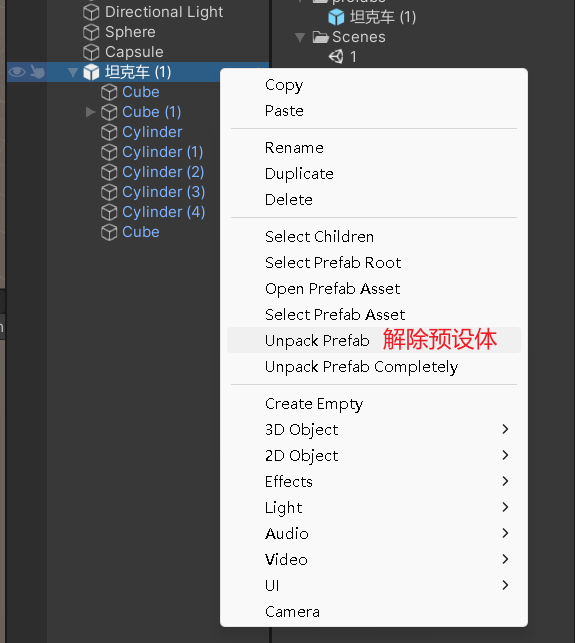 Directional Light
Sphere
Capsule
坦克车 (1)
Cube
Cube (1)
Cylinder
Cylinder (1)
Cylinder (2)
Cylinder (3)
Cylinder (4)
Cube
prefabs
坦克车 (1)
Scenes
1
Copy
Paste
Rename
Duplicate
Delete
Select Children
Select Prefab Root
Open Prefab Asset
Select Prefab Asset
Unpack Prefab 解除预设体
Unpack Prefab Completely
Create Empty
3D Object
2D Object
Effects
Light
Audio
Video
UI
Camera